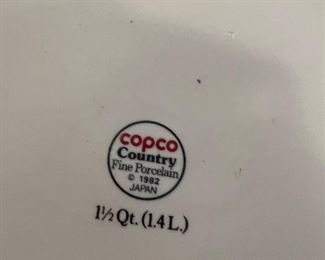 copco
Country
Fine Porcelain
© 1982
JAPAN
1½ Qt. (1.4 L.)